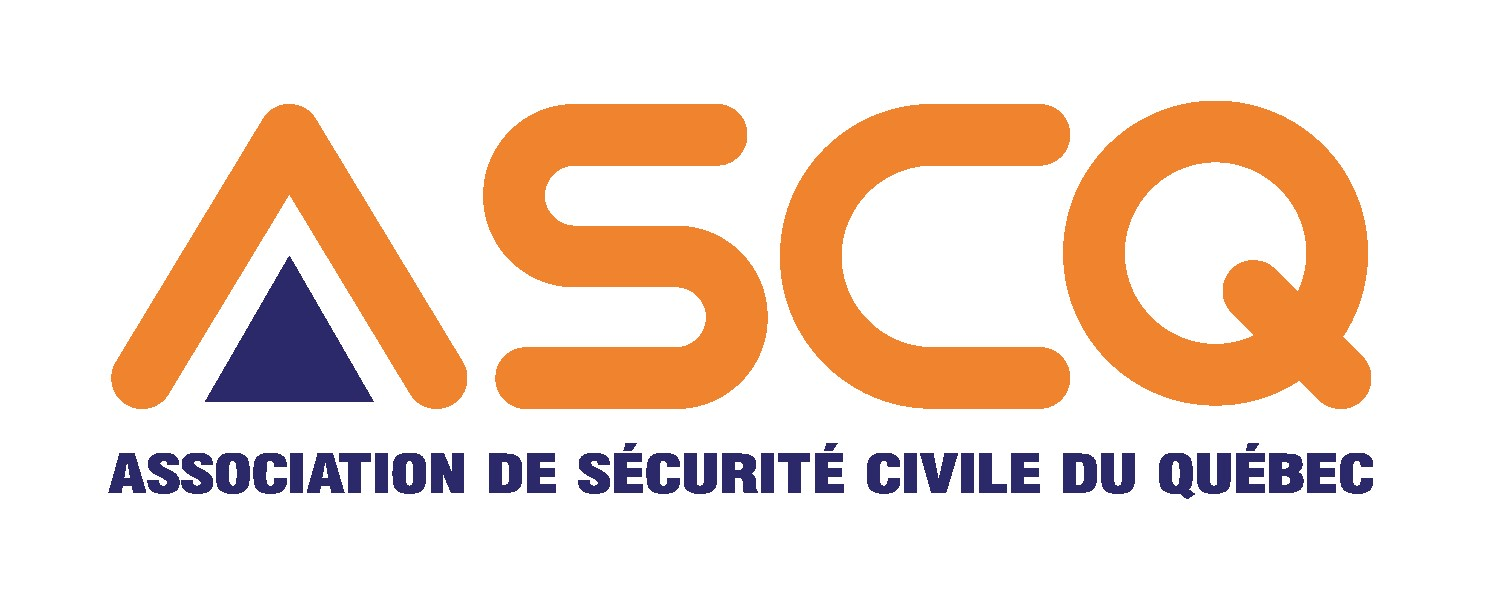 ASCQ
ASSOCIATION DE SÉCURITÉ CIVILE DU QUÉBEC